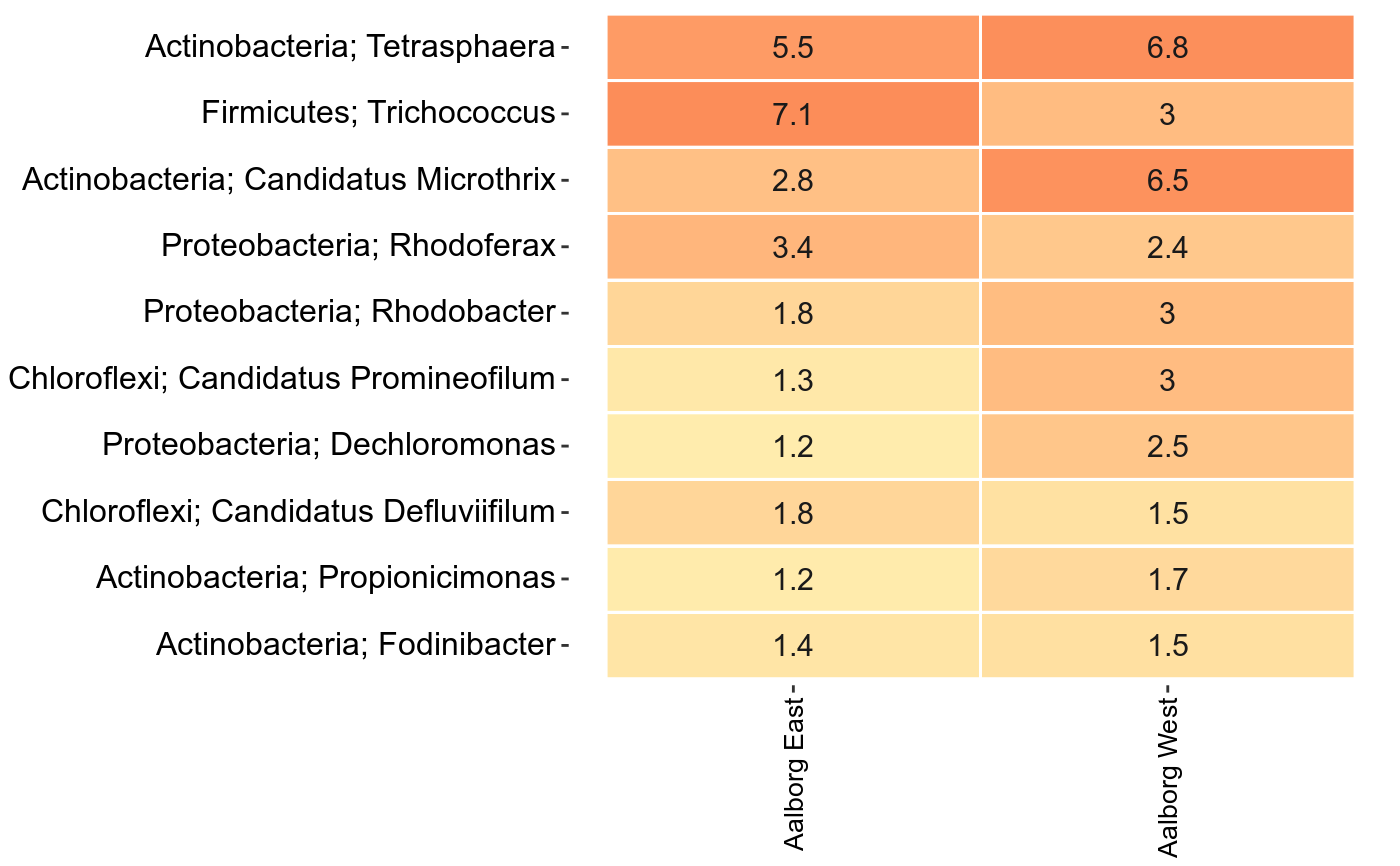 Actinobacteria; Tetrasphaera 5.5 6.8
Firmicutes; Trichococcus 7.1 3
Actinobacteria; Candidatus Microthrix 2.8 6.5
Proteobacteria; Rhodoferax 3.4 2.4
Proteobacteria; Rhodobacter 1.8 3
Chloroflexi; Candidatus Promineofilum 1.3 3
Proteobacteria; Dechloromonas 1.2 2.5
Chloroflexi; Candidatus Defluviifilum 1.8 1.5
Actinobacteria; Propionicimonas 1.2 1.7
Actinobacteria; Fodinibacter 1.4 1.5
Aalborg East
Aalborg West